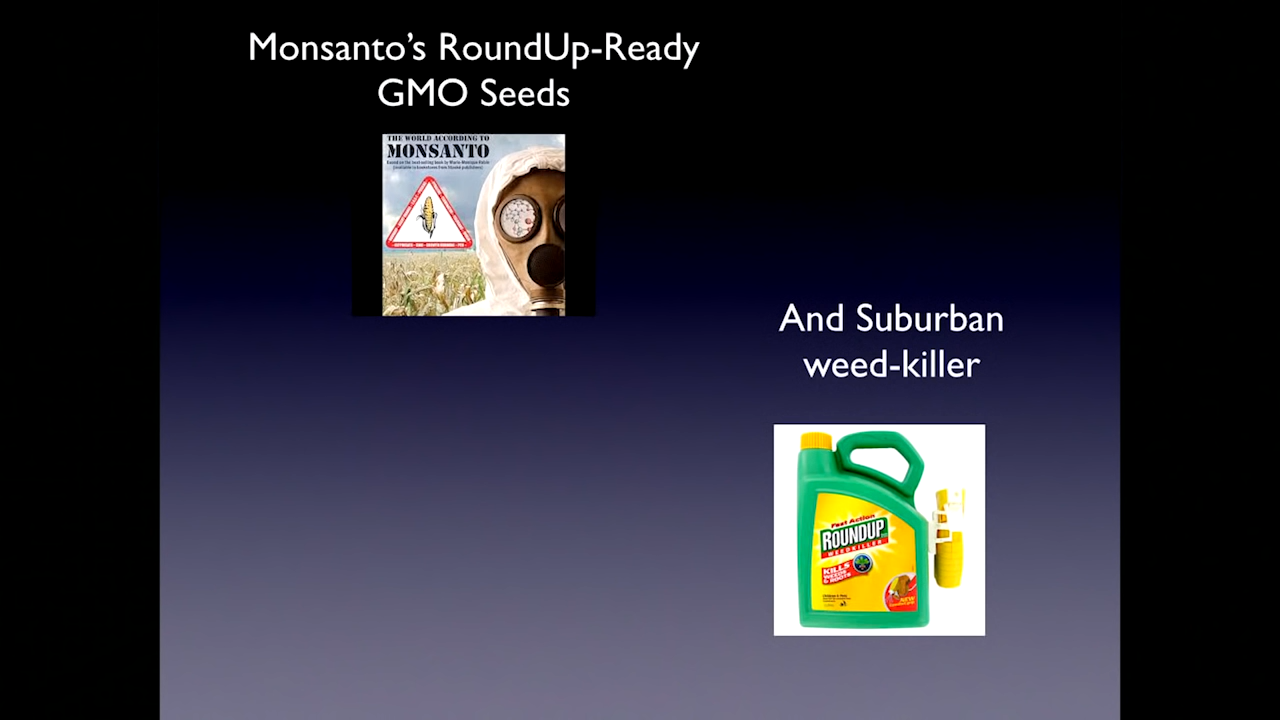 Monsanto's RoundUp-Ready
GMO Seeds
THE WORLD ACCORDING TO
MONSANTO
And Suburban
weed-killer
Fast Action
ROUNDUP
WEEDKILLER
KILLS
WEEDS
& ROOTS
NEW